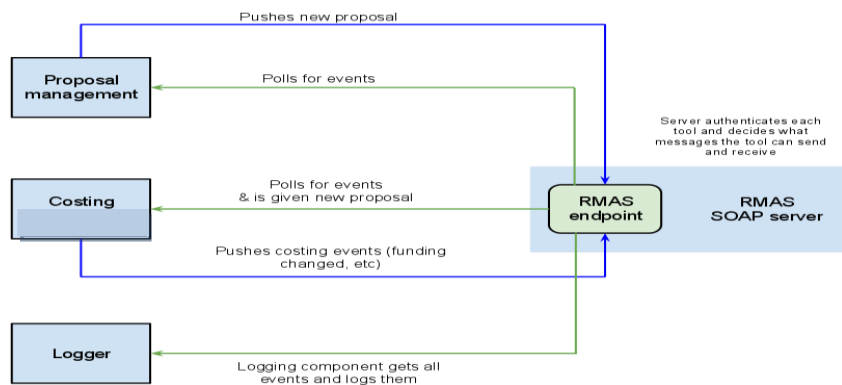 Pushes new proposal
Proposal
management
Polls for events
Server authenticates each
tool and decides what
messages the tool can send
and receive
Costing
Polls for events
& is given new proposal
RMAS
endpoint
RMAS
SOAP server
Pushes costing events (funding
changed, etc)
Logger
Logging component gets all
events and logs them